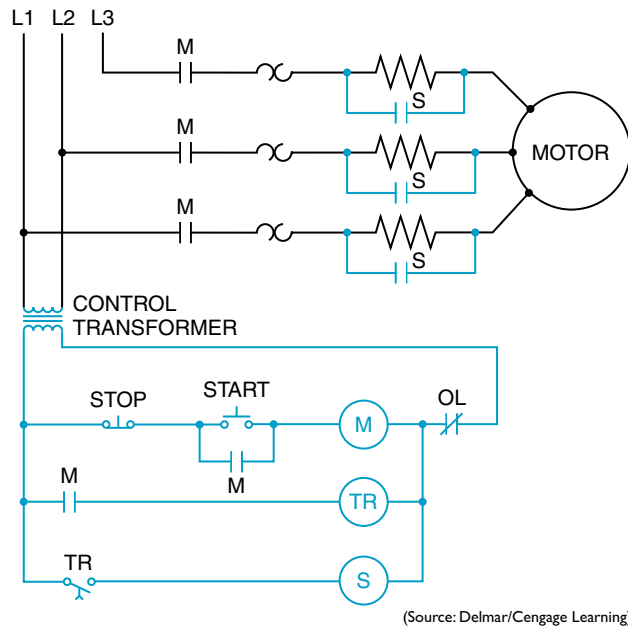 L1 L2 L3
M
S
M
MOTOR
S
M
S
CONTROL
TRANSFORMER
STOP
START
OL
M
M
M
TR
TR
S
(Source: Delmar/Cengage Learning)